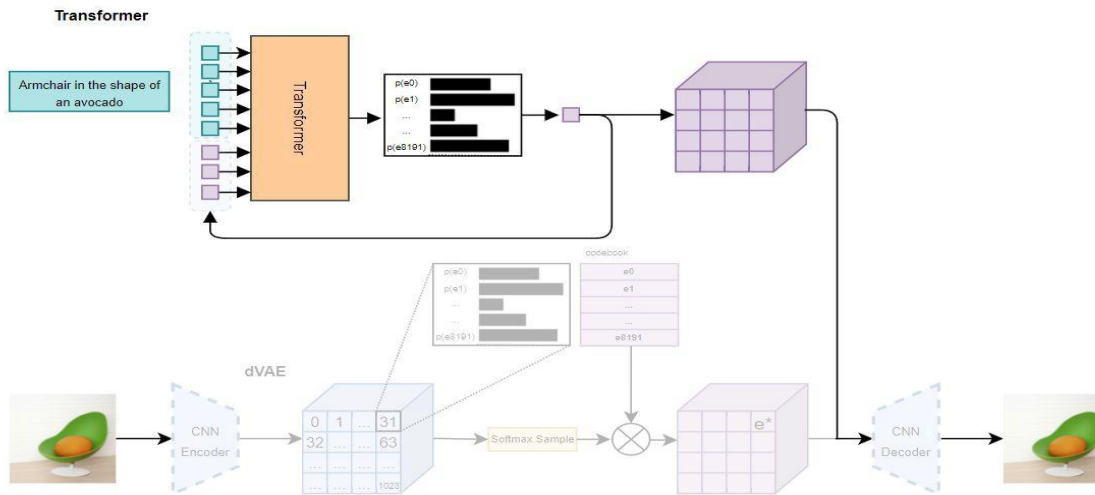 Transformer
Armchair in the shape of
an avocado
Transformer
p(e0)
p(e1)
...
...
p(e8191)
codebook
p(e0)
p(e1)
...
...
p(e8191)
e0
e1
...
...
e8191
dVAE
CNN
Encoder
0 1 ... 31
32 ... 63
... ... ... ...
... ... ... 1023
Softmax Sample
e*
CNN
Decoder